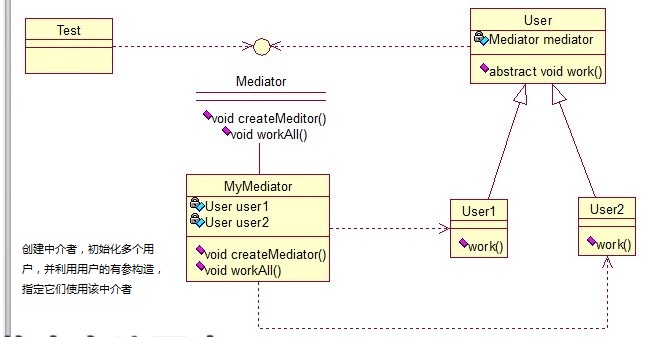 Test
User
Mediator mediator
abstract void work()
Mediator
void createMeditor()
void workAll()
MyMediator
User user1
User user2
void createMediator()
void workAll()
User1
work()
User2
work()
创建中介者，初始化多个用
户，并利用用户的有参构造，
指定它们使用该中介者